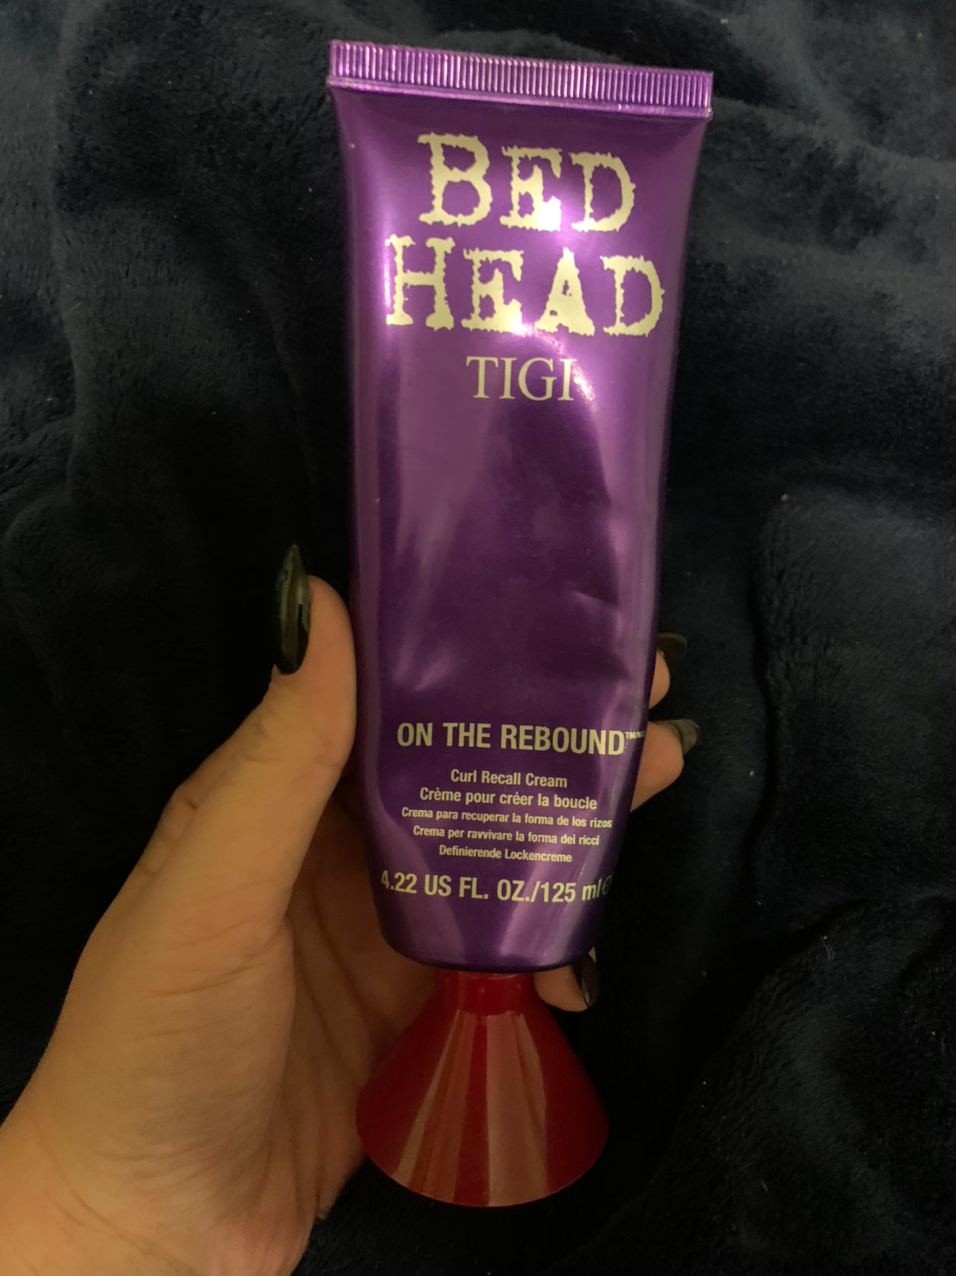 BED
HEAD
TIGI
ON THE REBOUND
Curl Recall Cream
Crème pour créer la boucle
Crema para recuperar la forma de los rizos
Crema per ravvivare la forma dei ricci
Definierende Lockencreme
4.22 US FL. OZ./125 ml e